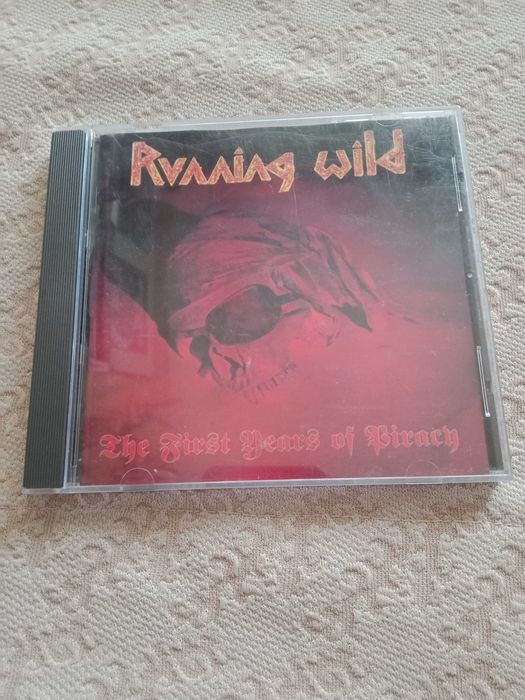 Running Wild
The First Years of Piracy